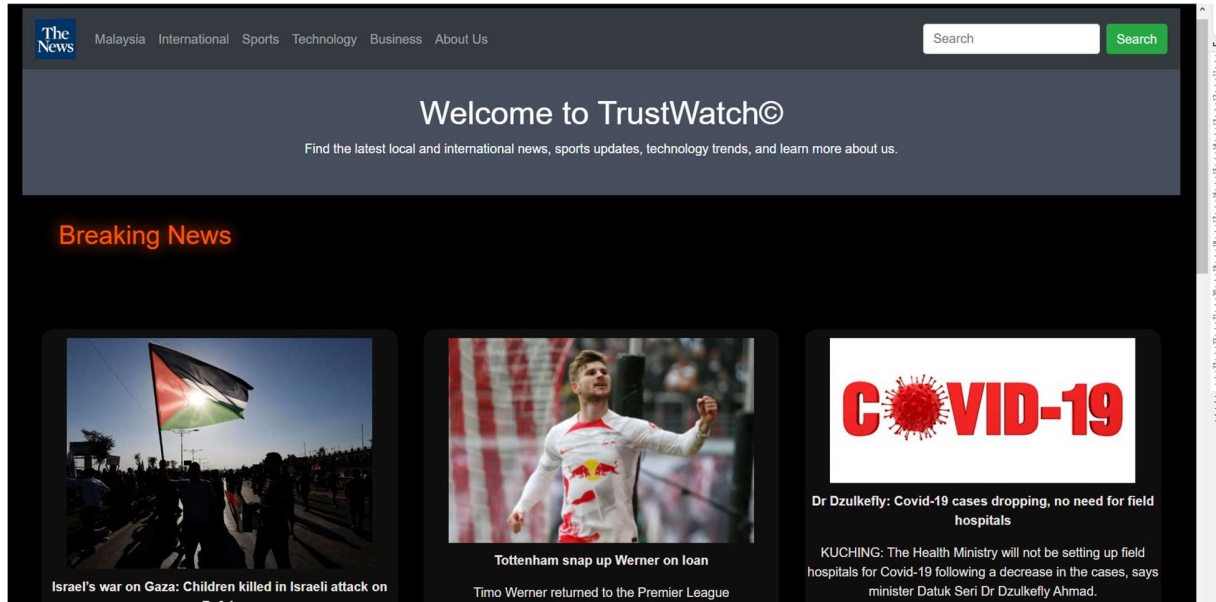 The
News
Malaysia International Sports Technology Business About Us
Search
Search
Welcome to TrustWatch©
Find the latest local and international news, sports updates, technology trends, and learn more about us.
Breaking News
COVID-19
Israel's war on Gaza: Children killed in Israeli attack on
Tottenham snap up Werner on loan
Timo Werner returned to the Premier League
Dr Dzulkefly: Covid-19 cases dropping, no need for field
hospitals
KUCHING: The Health Ministry will not be setting up field
hospitals for Covid-19 following a decrease in the cases, says
minister Datuk Seri Dr Dzulkefly Ahmad.